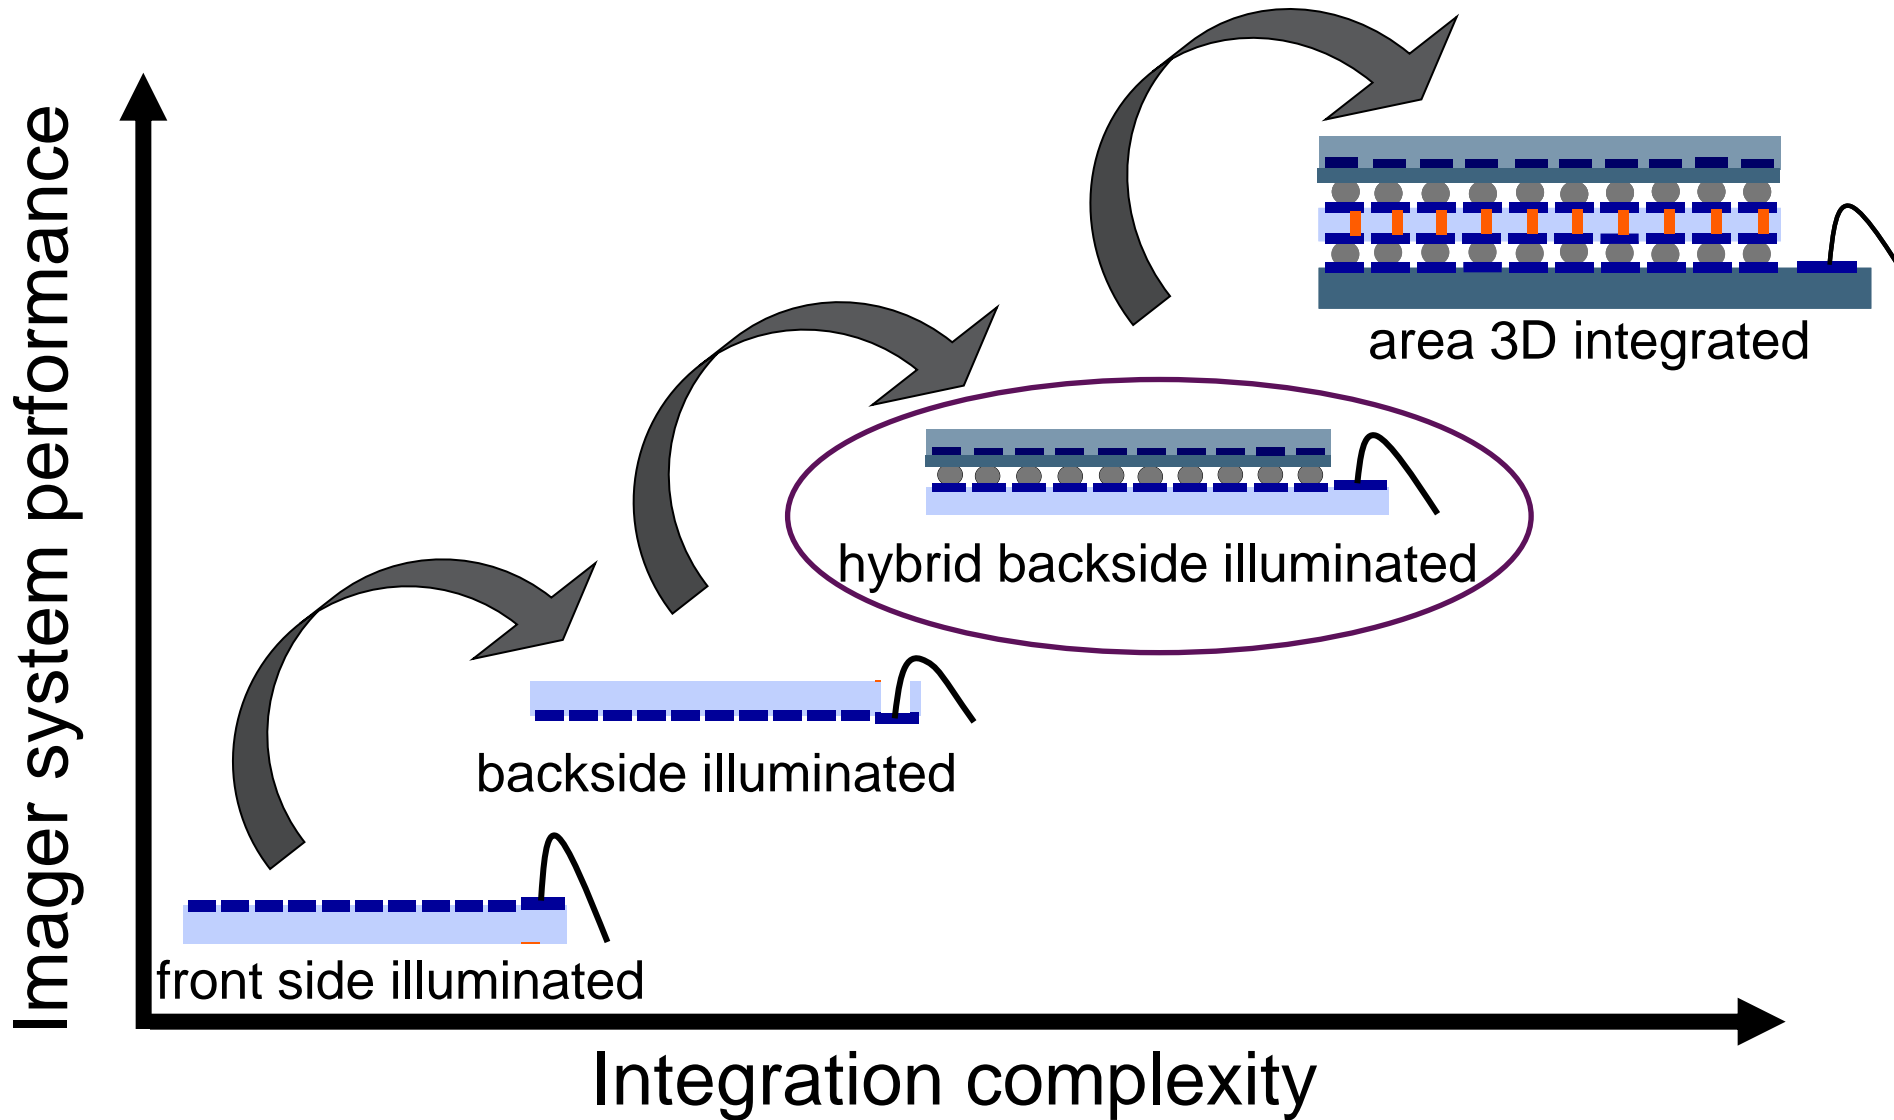 Imager system performance
area 3D integrated
hybrid backside illuminated
backside illuminated
front side illuminated
Integration complexity